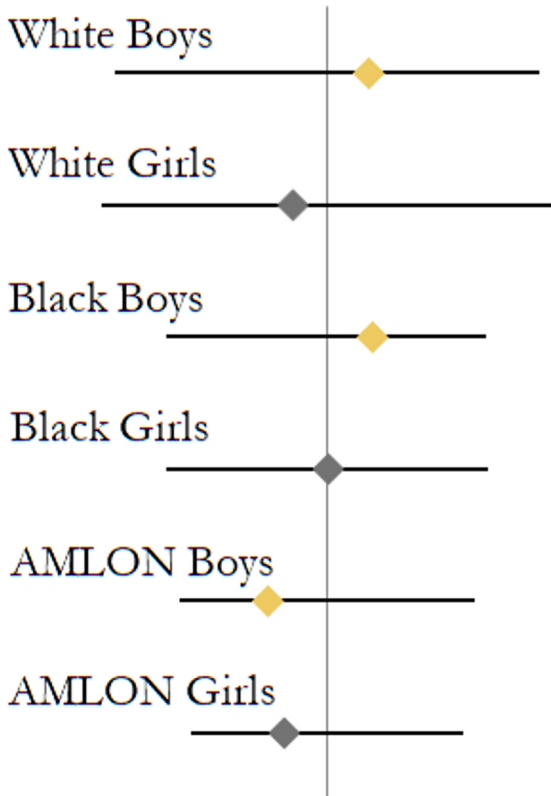 White Boys
White Girls
Black Boys
Black Girls
AMLON Boys
AMLON Girls